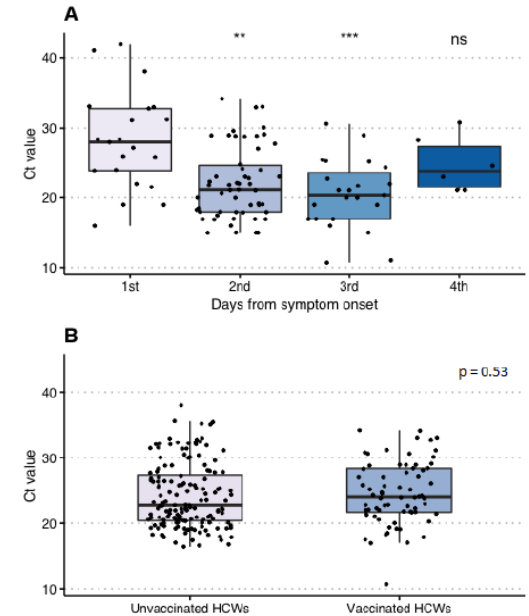 A
** *** ns
Ct value
40
30
20
10
1st 2nd 3rd 4th
Days from symptom onset
B
p = 0.53
Ct value
40
30
20
10
Unvaccinated HCWs Vaccinated HCWs